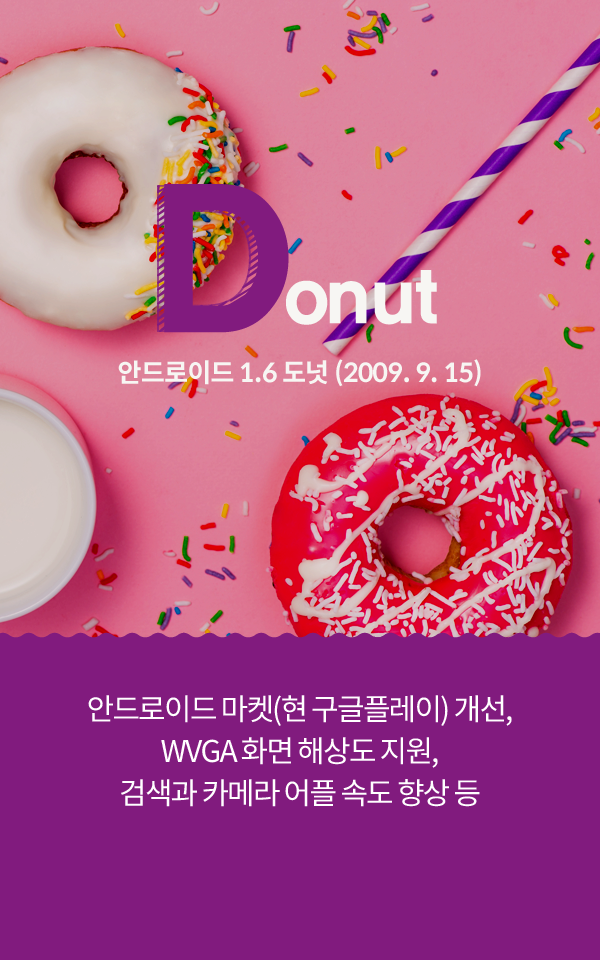 Donut
안드로이드 1.6 도넛 (2009. 9. 15)
안드로이드 마켓(현 구글플레이) 개선,
WVGA 화면 해상도 지원,
검색과 카메라 어플 속도 향상 등